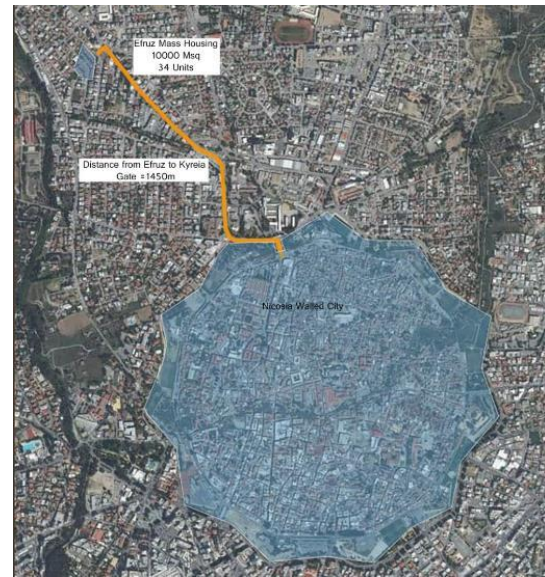 Efruz Mass Housing
10000 Msq
34 Units
Distance from Efruz to Kyreia
Gate =1450m
Nicosia Walled City